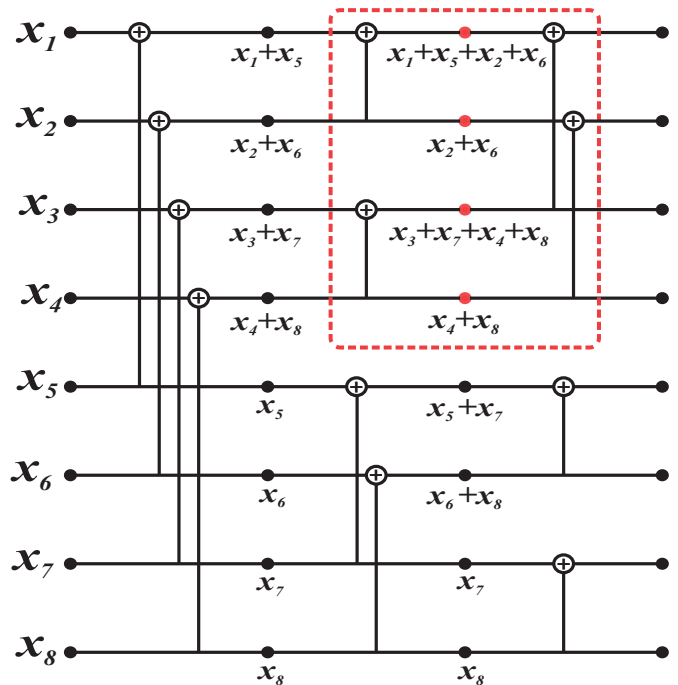 x₁
x₁+x₅
x₁+x₅+x₂+x₆
x₂
x₂+x₆
x₂+x₆
x₃
x₃+x₇
x₃+x₇+x₄+x₈
x₄
x₄+x₈
x₄+x₈
x₅
x₅
x₅+x₇
x₆
x₆
x₆+x₈
x₇
x₇
x₇
x₈
x₈
x₈